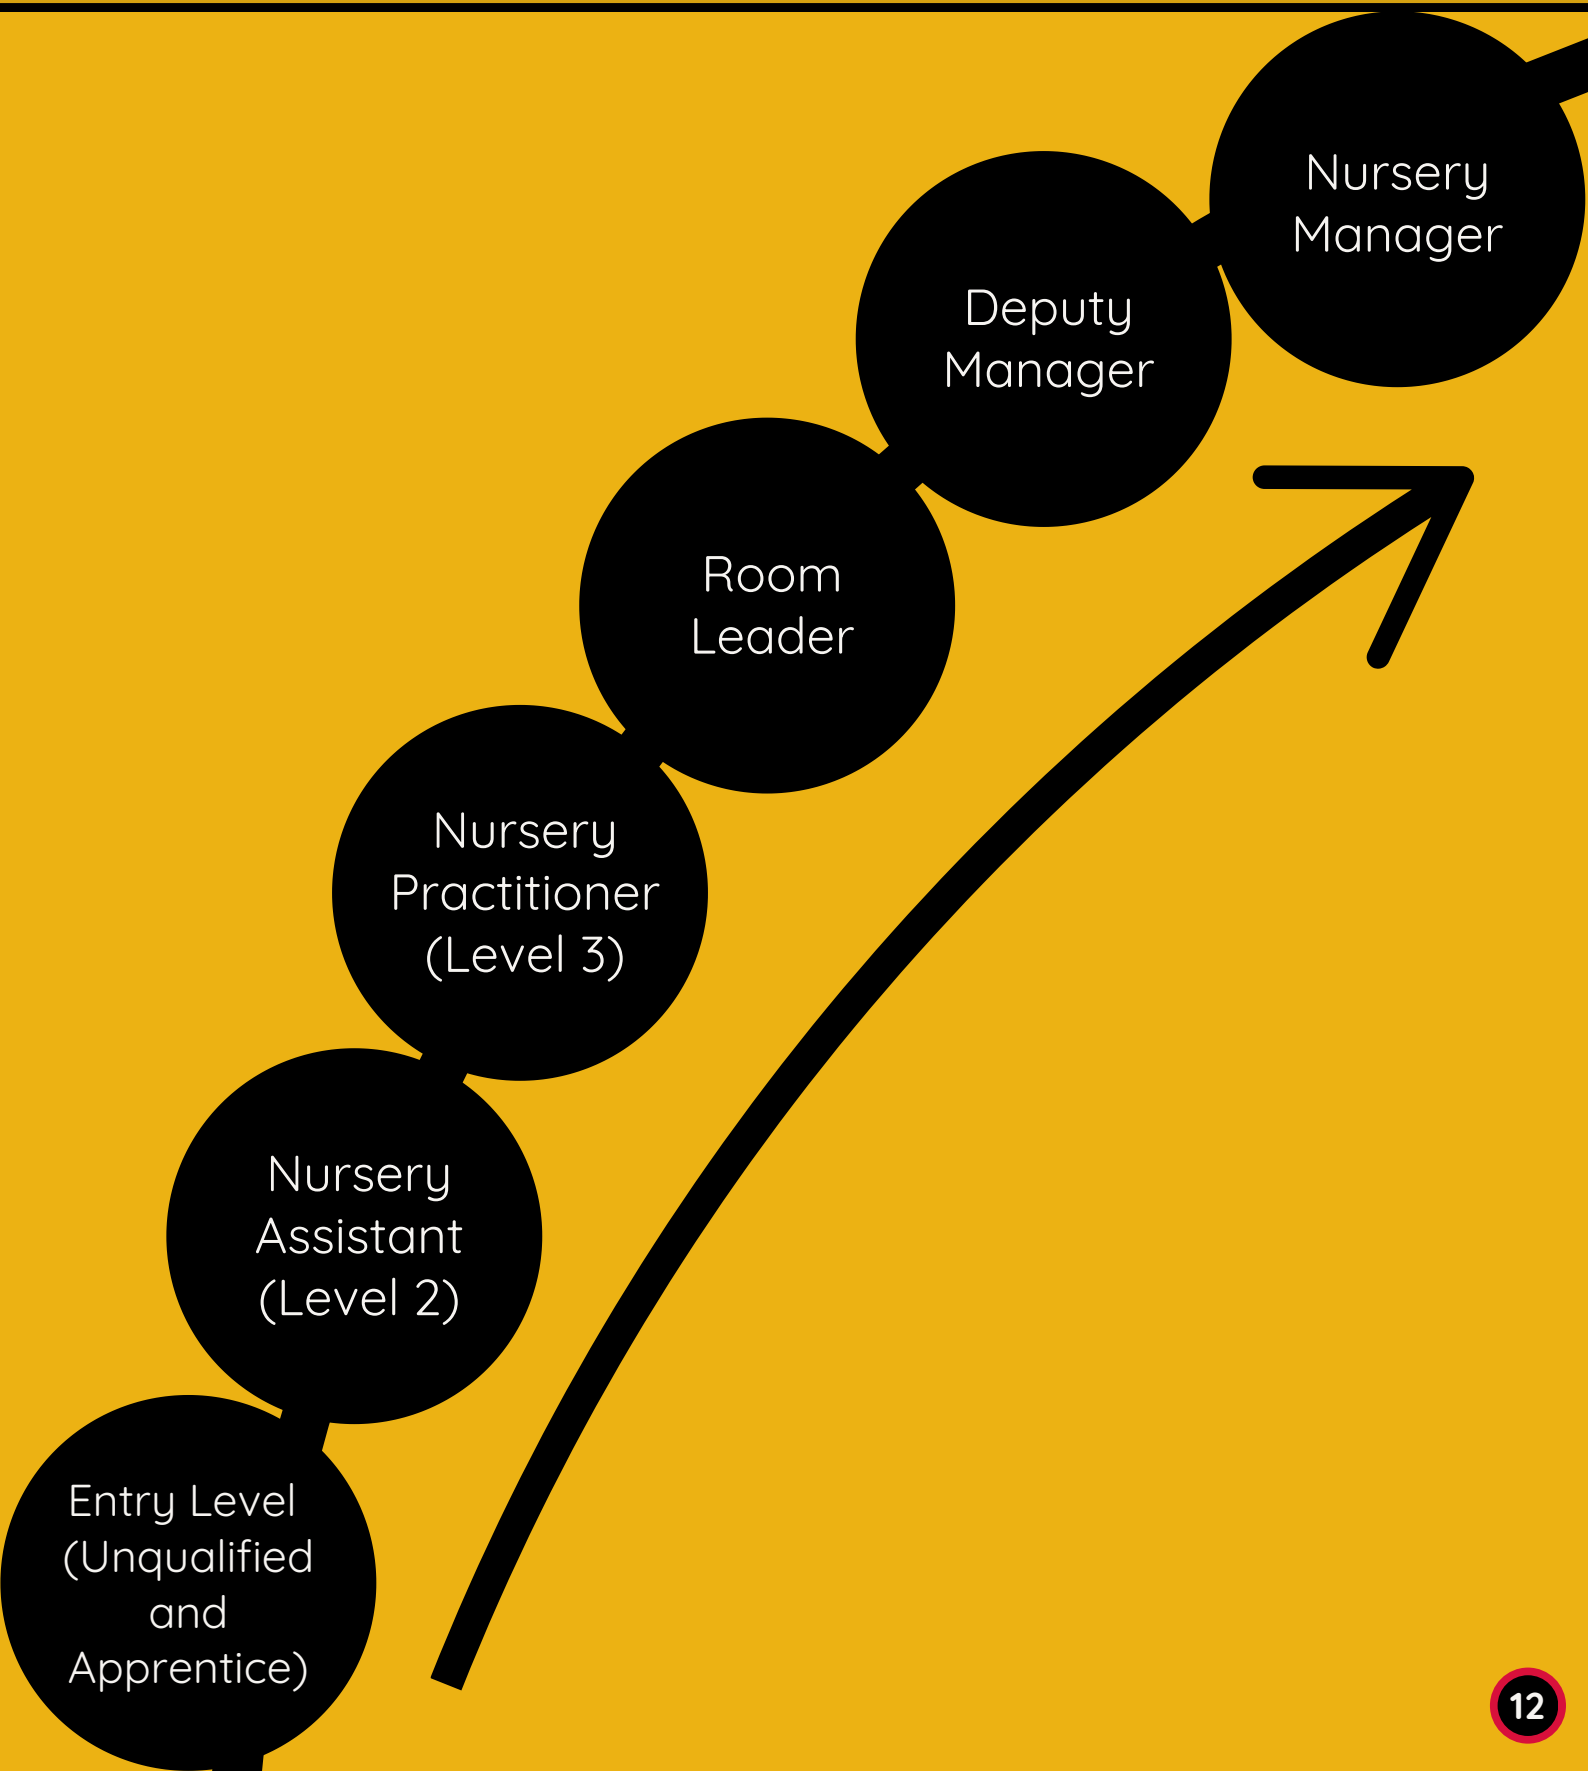 Nursery
Manager
Deputy
Manager
Room
Leader
Nursery
Practitioner
(Level 3)
Nursery
Assistant
(Level 2)
Entry Level
(Unqualified
and
Apprentice)
12